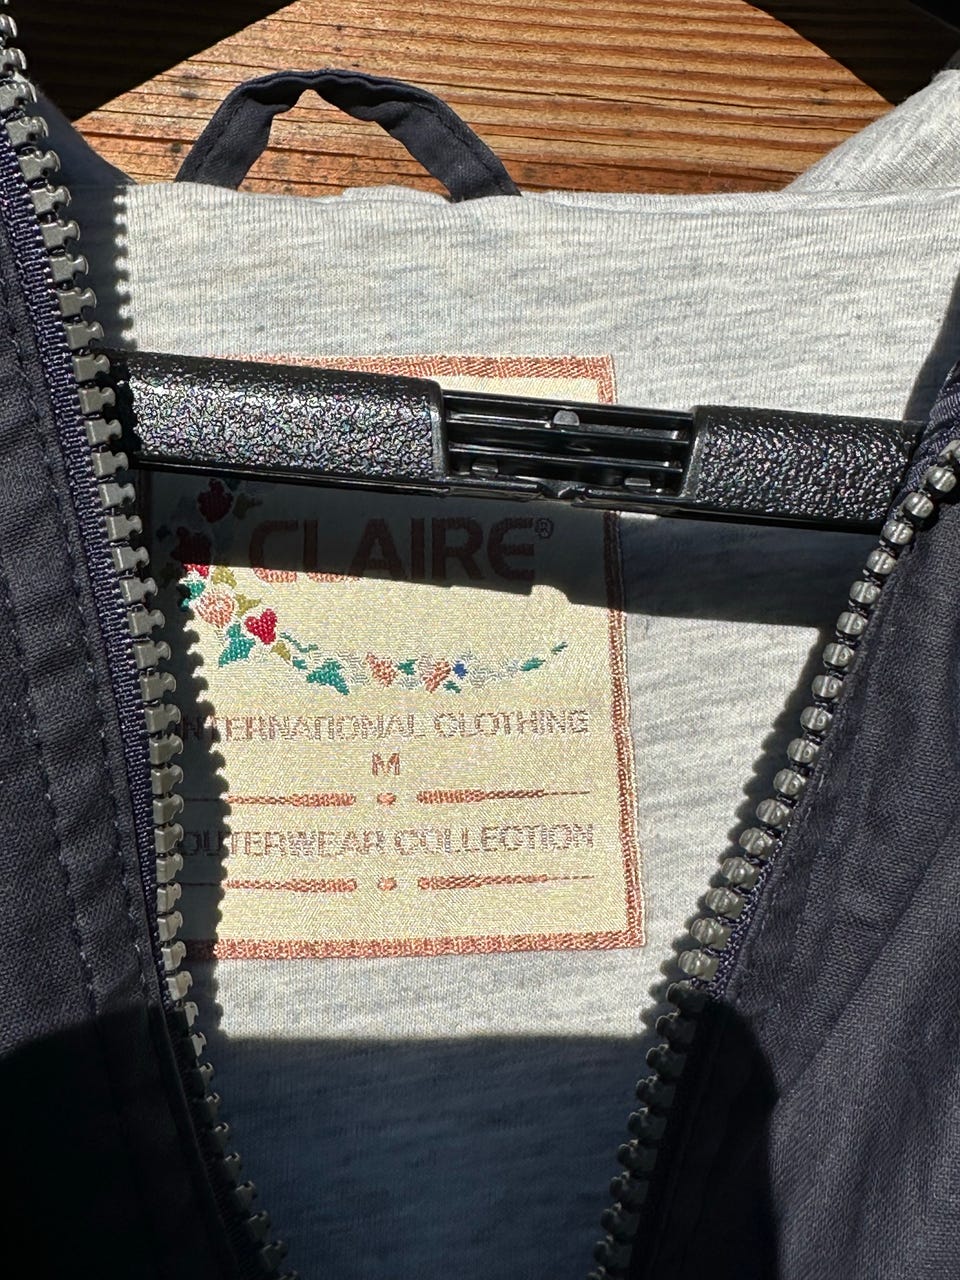 CLAIRE®
INTERNATIONAL CLOTHING
M
OUTERWEAR COLLECTION